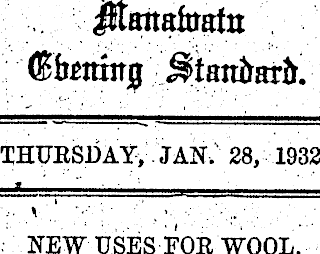 Manawatu
Evening Standard.
THURSDAY, JAN. 28, 1932
NEW USES FOR WOOL.